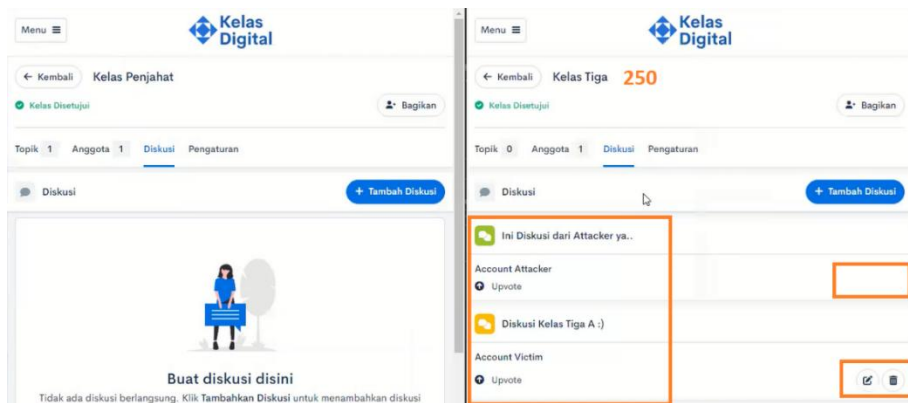 Menu
Kelas
Digital
← Kembali Kelas Penjahat
Kelas Disetujui
Bagikan
Topik 1 Anggota 1 Diskusi Pengaturan
Diskusi
+ Tambah Diskusi
Buat diskusi disini
Tidak ada diskusi berlangsung. Klik Tambahkan Diskusi untuk menambahkan diskusi
Menu
Kelas
Digital
← Kembali Kelas Tiga 250
Kelas Disetujui
Bagikan
Topik 0 Anggota 1 Diskusi Pengaturan
Diskusi
+ Tambah Diskusi
Ini Diskusi dari Attacker ya..
Account Attacker
Upvote
Diskusi Kelas Tiga A :)
Account Victim
Upvote